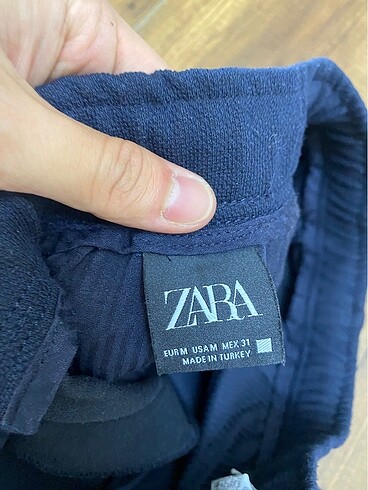 ZARA
EUR M USA M MEX 31
MADE IN TURKEY